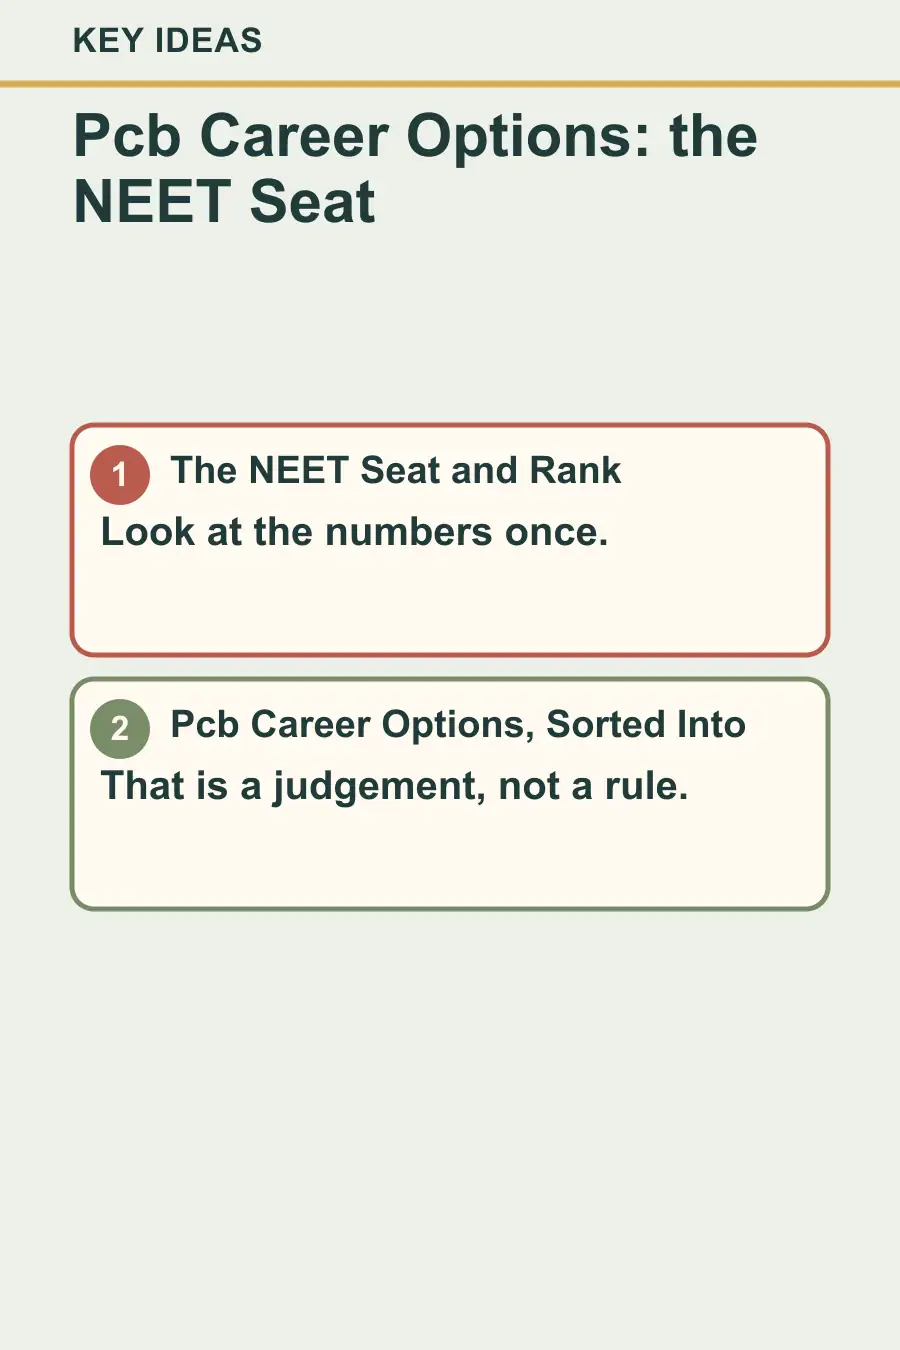 KEY IDEAS
Pcb Career Options: the
NEET Seat
1 The NEET Seat and Rank
Look at the numbers once.
2 Pcb Career Options, Sorted Into
That is a judgement, not a rule.